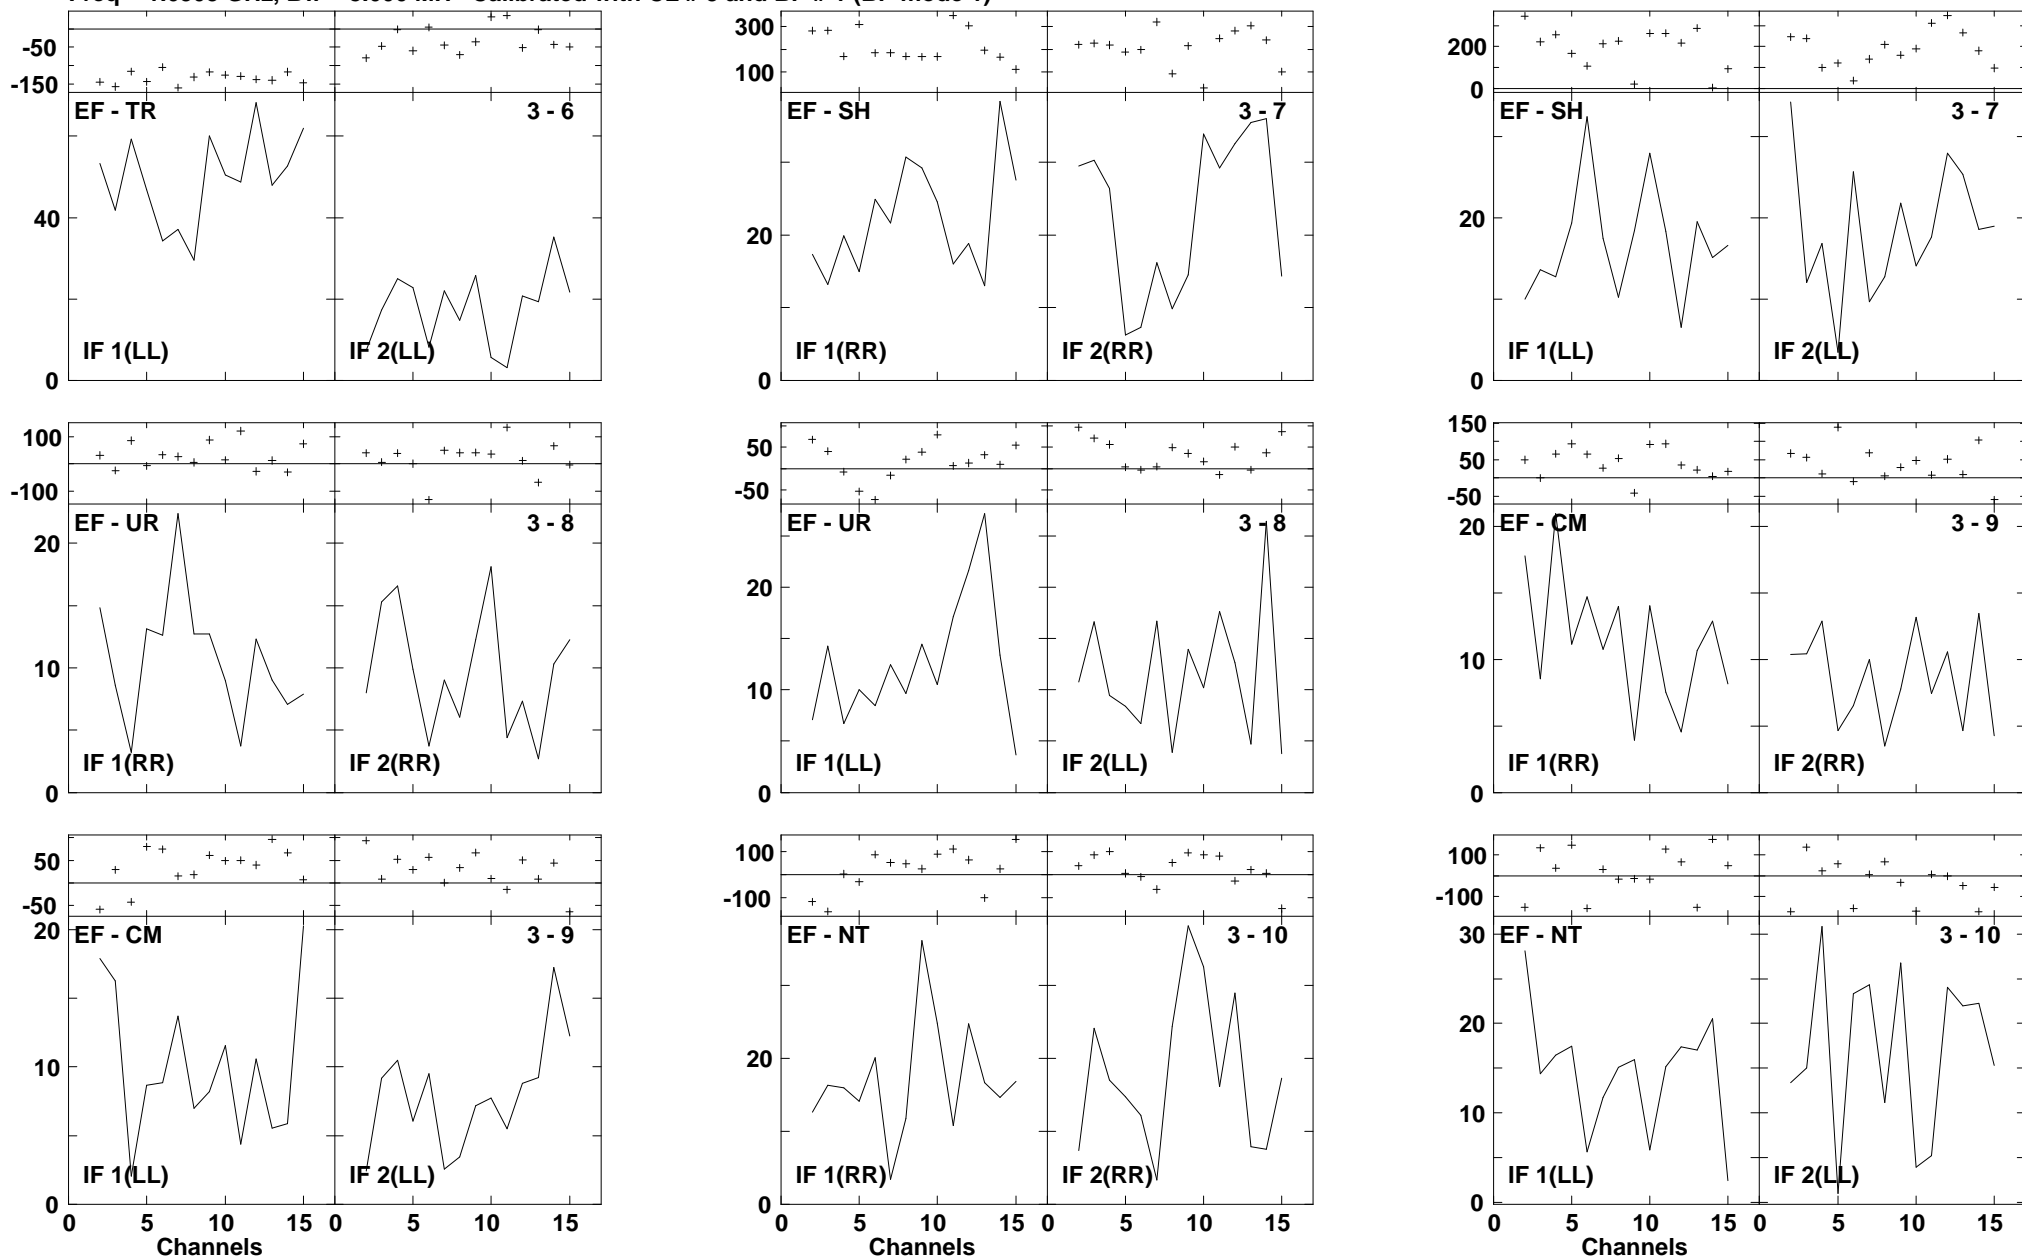 -50
-150
EF - TR
3 - 6
40
0
IF 1(LL)
IF 2(LL)
300
100
EF - SH
3 - 7
20
0
IF 1(RR)
IF 2(RR)
200
0
EF - SH
3 - 7
20
0
IF 1(LL)
IF 2(LL)
100
-100
EF - UR
3 - 8
20
10
0
IF 1(RR)
IF 2(RR)
50
-50
EF - UR
3 - 8
20
10
0
IF 1(LL)
IF 2(LL)
150
50
-50
EF - CM
3 - 9
20
10
0
IF 1(RR)
IF 2(RR)
50
-50
EF - CM
3 - 9
20
10
0
IF 1(LL)
IF 2(LL)
0 5 10 15 0 5 10 15
Channels
100
-100
EF - NT
3 - 10
20
0
IF 1(RR)
IF 2(RR)
0 5 10 15 0 5 10 15
Channels
100
-100
EF - NT
3 - 10
30
20
10
0
IF 1(LL)
IF 2(LL)
0 5 10 15 0 5 10 15
Channels